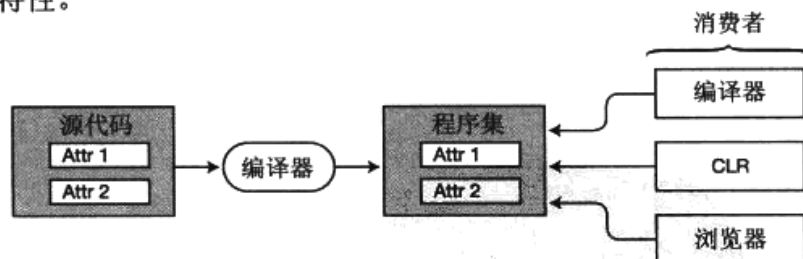 特性。
消费者
源代码
Attr 1
Attr 2
编译器
程序集
Attr 1
Attr 2
编译器
CLR
浏览器